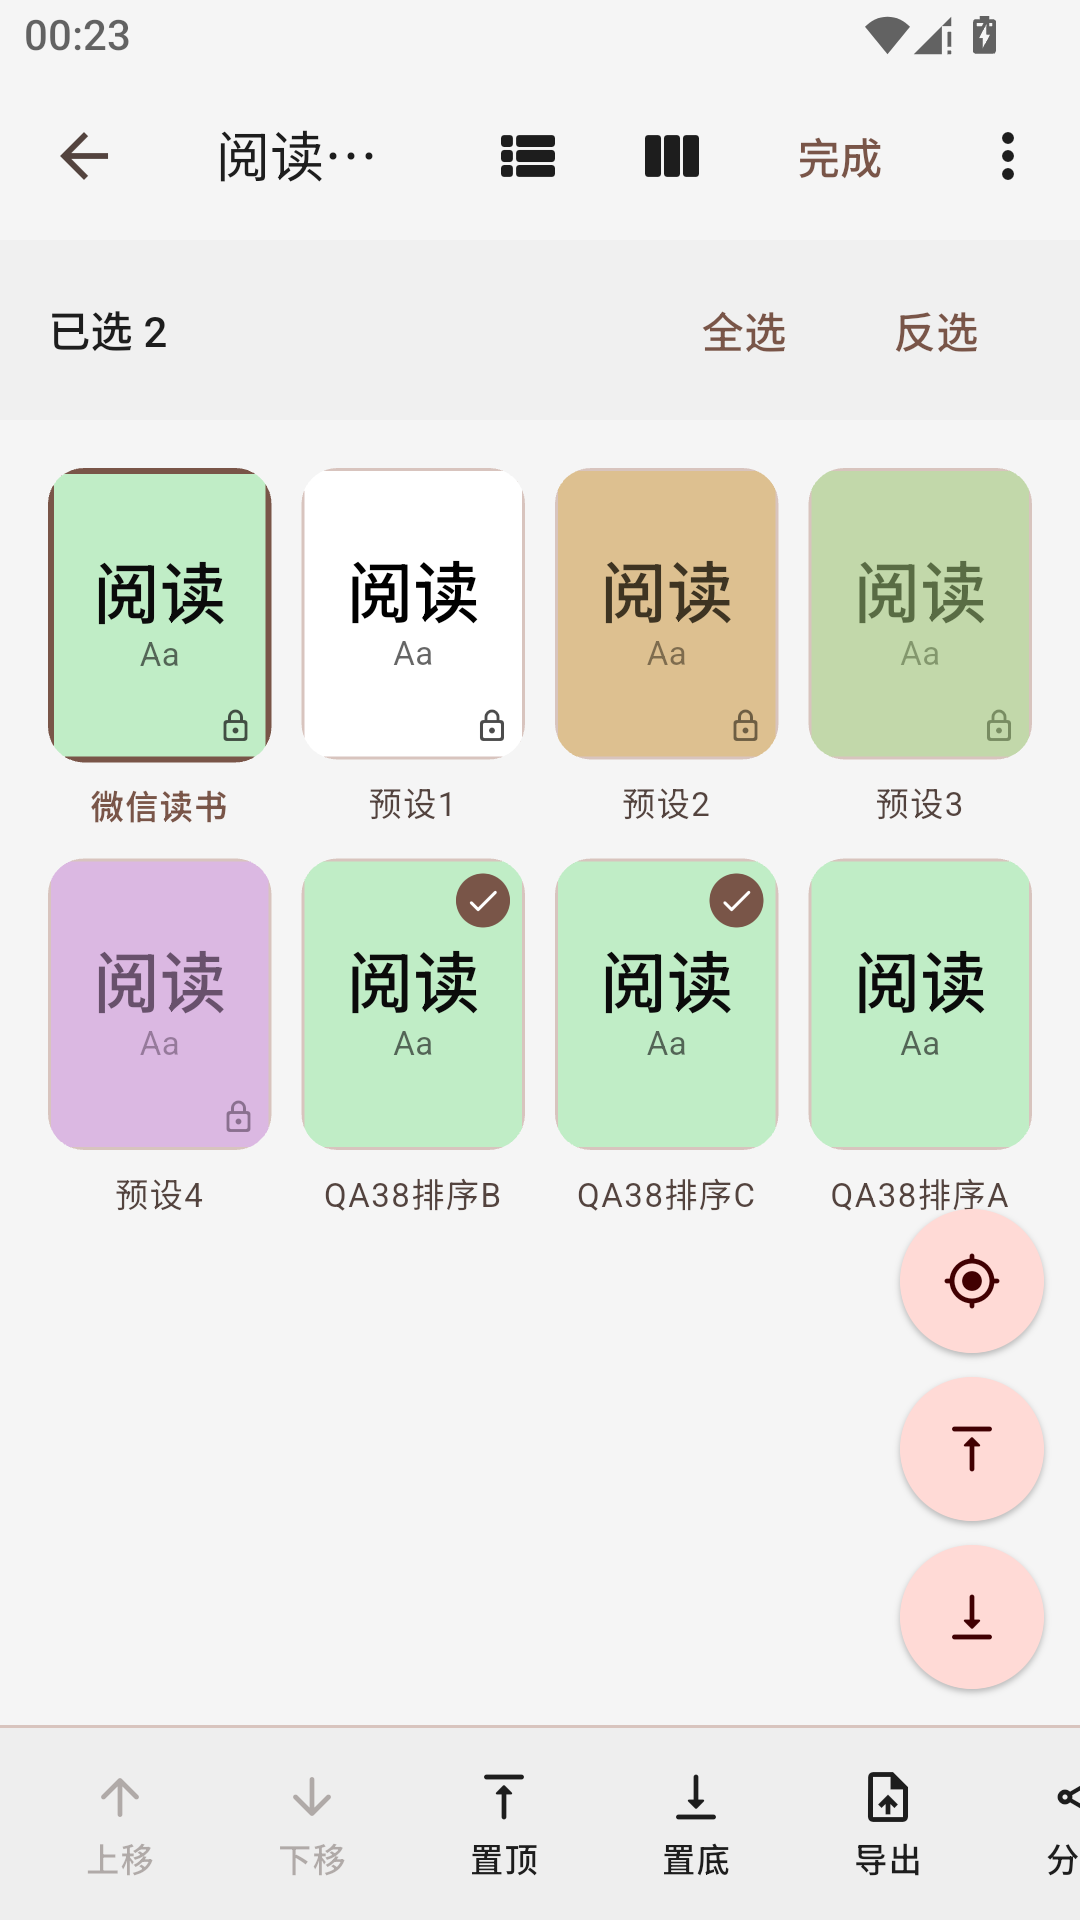 00:23
阅读… 完成
已选 2 全选 反选
阅读 阅读 阅读 阅读
Aa Aa Aa Aa
微信读书 预设1 预设2 预设3
阅读 阅读 阅读 阅读
Aa Aa Aa Aa
预设4 QA38排序B QA38排序C QA38排序A
上移 下移 置顶 置底 导出 分